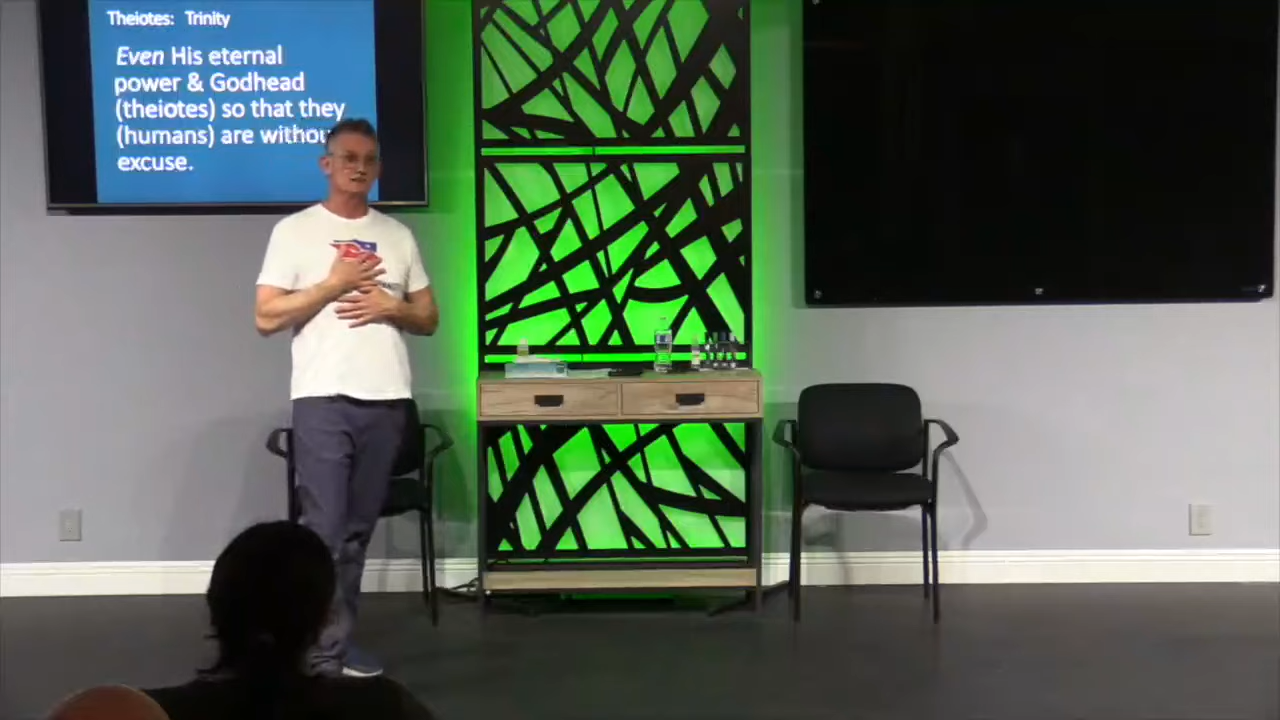 Theiotes: Trinity
Even His eternal
power & Godhead
(theiotes) so that they
(humans) are withou
excuse.